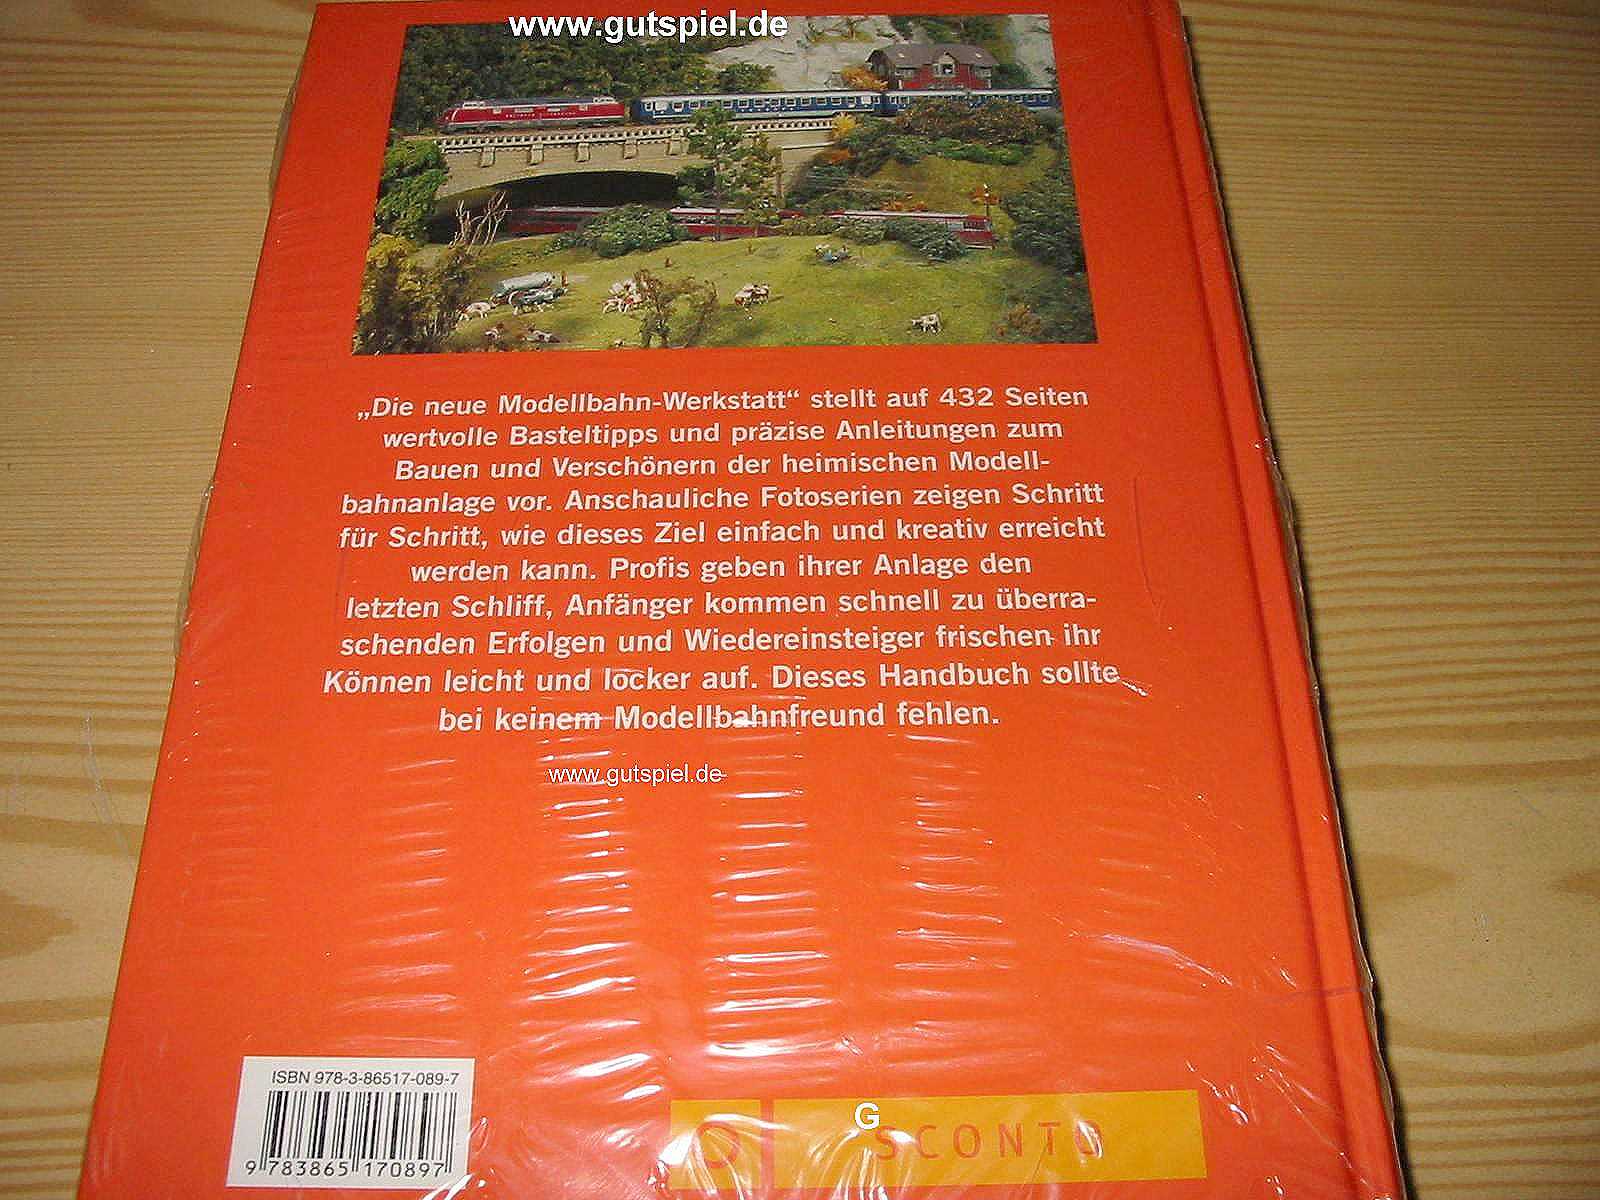 www.gutspiel.de
„Die neue Modellbahn-Werkstatt“ stellt auf 432 Seiten
wertvolle Basteltipps und präzise Anleitungen zum
Bauen und Verschönern der heimischen Modell-
bahnanlage vor. Anschauliche Fotoserien zeigen Schritt
für Schritt, wie dieses Ziel einfach und kreativ erreicht
werden kann. Profis geben ihrer Anlage den
letzten Schliff, Anfänger kommen schnell zu überra-
schenden Erfolgen und Wiedereinsteiger frischen ihr
Können leicht und locker auf. Dieses Handbuch sollte
bei keinem Modellbahnfreund fehlen.
www.gutspiel.de
ISBN 978-3-86517-089-7
9 783865 170897
G
SCONTO